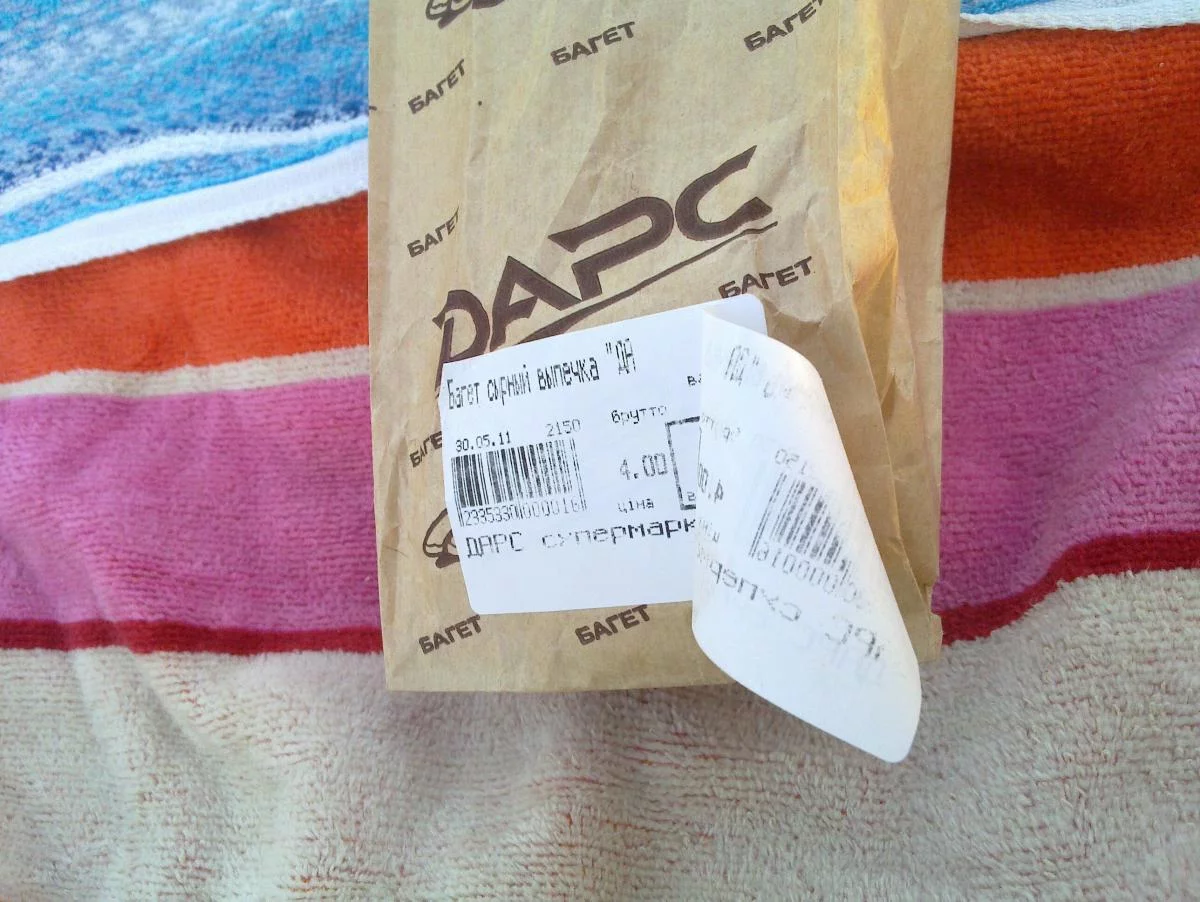 БАГЕТ
БАГЕТ
БАГЕТ
БАГЕТ
ДАРС
БАГЕТ
Багет сырный выпечка "ДА
30.05.11 2150
брутто
4.00
ціна
2335330000016
ДАРС супермарк
БАГЕТ
БАГЕТ